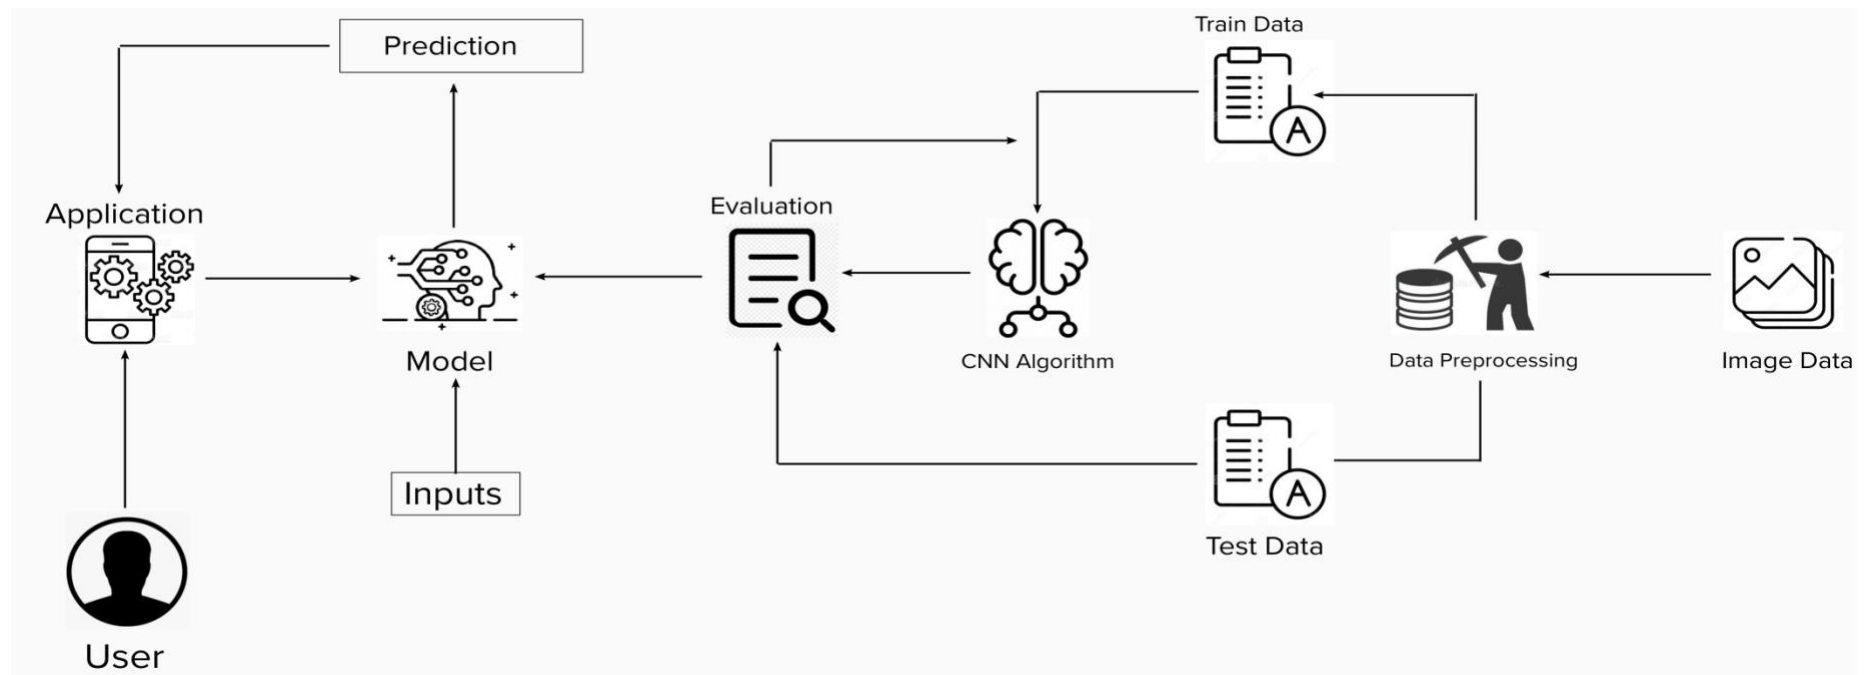 Train Data
Prediction
Evaluation
Application
Model
CNN Algorithm
Data Preprocessing
Image Data
Inputs
Test Data
User
A
A